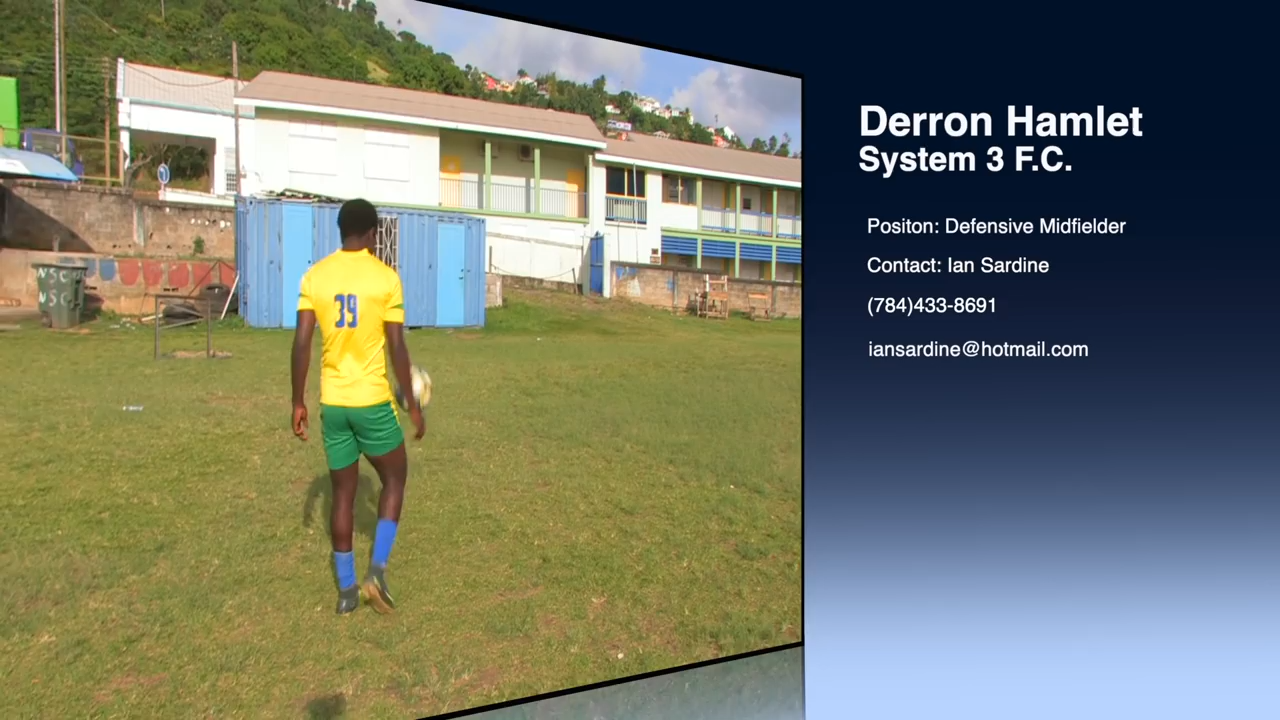 Derron Hamlet
System 3 F.C.
Positon: Defensive Midfielder
Contact: Ian Sardine
(784)433-8691
iansardine@hotmail.com
39
NSC
NSC